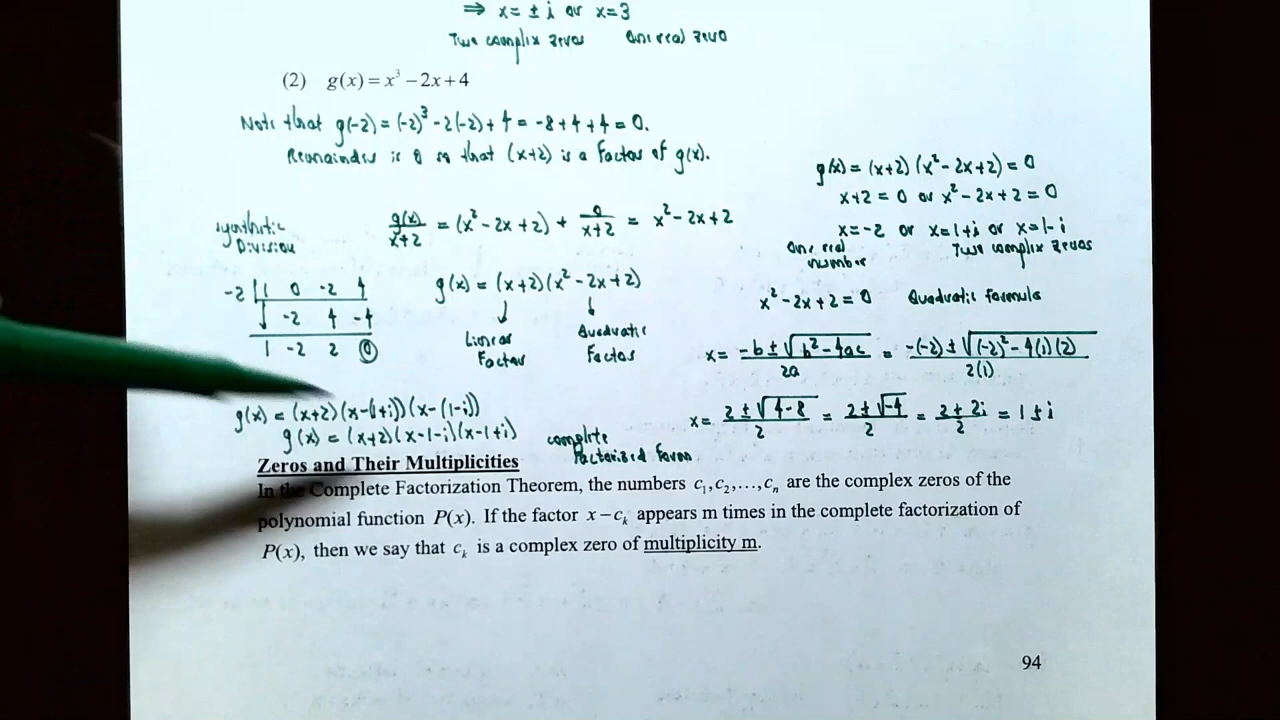 ⇒ x = ± i or x = 3
Two complex zeros One real zero
(2) g(x) = x³ − 2x + 4
Note that g(-2) = (-2)³ - 2(-2) + 4 = -8 + 4 + 4 = 0.
Remainder is 0 so that (x+2) is a factor of g(x).
synthetic
Division
g(x)/x+2 = (x² - 2x + 2) + 0/x+2 = x² - 2x + 2
-2 | 1 0 -2 4
-2 4 -4
1 -2 2 0
g(x) = (x+2)(x² - 2x + 2)
Linear Factor
Quadratic Factor
g(x) = (x+2)(x² - 2x + 2) = 0
x+2 = 0 or x² - 2x + 2 = 0
x = -2 or x = 1+i or x = 1-i
One real number
Two complex zeros
x² - 2x + 2 = 0 Quadratic Formula
x = -b ± √b² - 4ac / 2a = -(-2) ± √(-2)² - 4(1)(2) / 2(1)
x = 2 ± √4-8 / 2 = 2 ± √-4 / 2 = 2 ± 2i / 2 = 1 ± i
g(x) = (x+2)(x-(1+i))(x-(1-i))
g(x) = (x+2)(x-1-i)(x-1+i)
complete
factorized form
Zeros and Their Multiplicities
In the Complete Factorization Theorem, the numbers c₁, c₂, …, cₙ are the complex zeros of the
polynomial function P(x). If the factor x − cₖ appears m times in the complete factorization of
P(x), then we say that cₖ is a complex zero of multiplicity m.
94